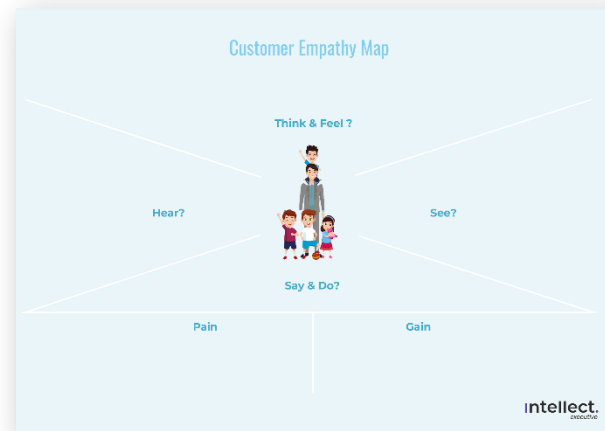 Customer Empathy Map
Think & Feel ?
Hear?
See?
Say & Do?
Pain
Gain
intellect.
executive